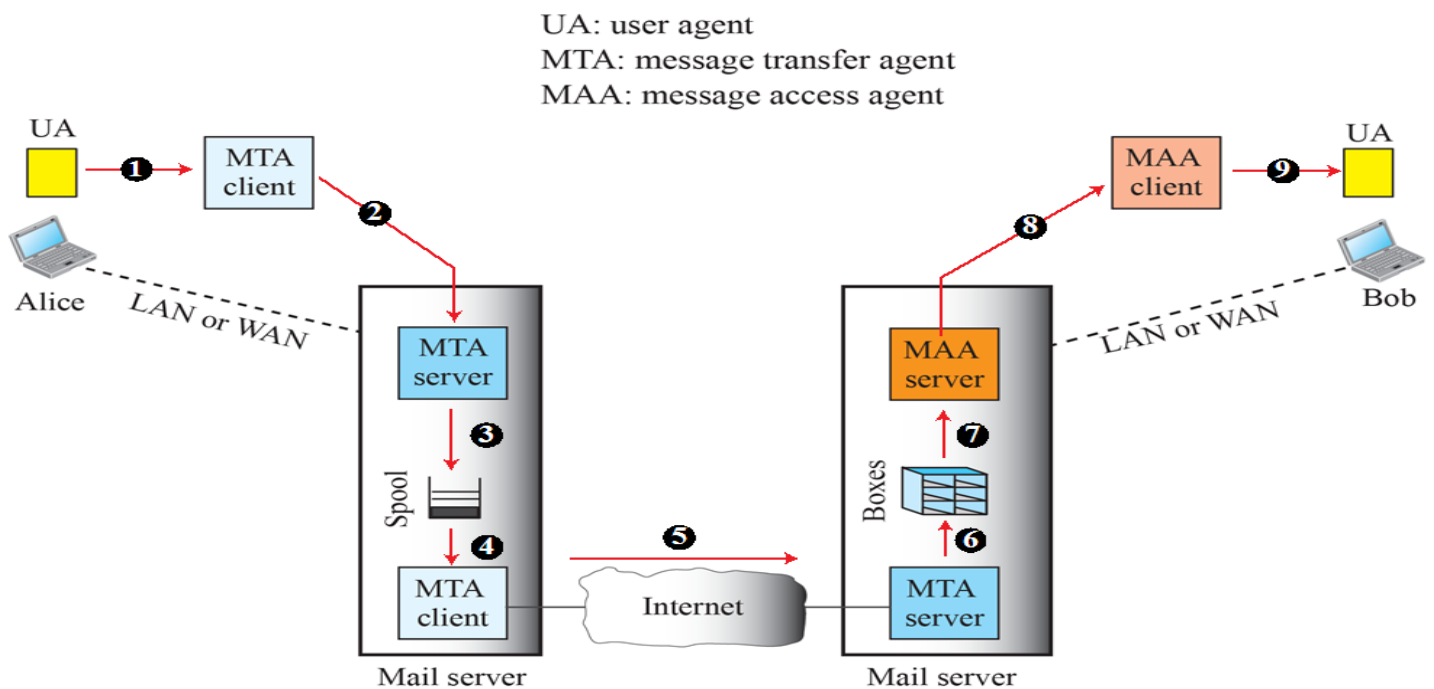 UA: user agent
MTA: message transfer agent
MAA: message access agent
UA
1
MTA
client
2
Alice
LAN or WAN
MTA
server
3
Spool
4
MTA
client
Mail server
5
Internet
MAA
client
9
UA
8
Bob
LAN or WAN
MAA
server
7
Boxes
6
MTA
server
Mail server